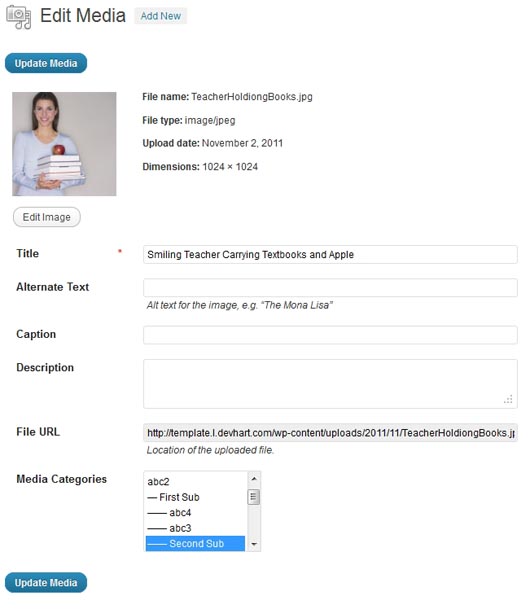 Edit Media Add New
Update Media
File name: TeacherHoldiongBooks.jpg
File type: image/jpeg
Upload date: November 2, 2011
Dimensions: 1024 × 1024
Edit Image
Title * Smiling Teacher Carrying Textbooks and Apple
Alternate Text
Alt text for the image, e.g. "The Mona Lisa"
Caption
Description
File URL http://template.l.devhart.com/wp-content/uploads/2011/11/TeacherHoldiongBooks.jp
Location of the uploaded file.
Media Categories
abc2
— First Sub
—— abc4
—— abc3
—— Second Sub
Update Media